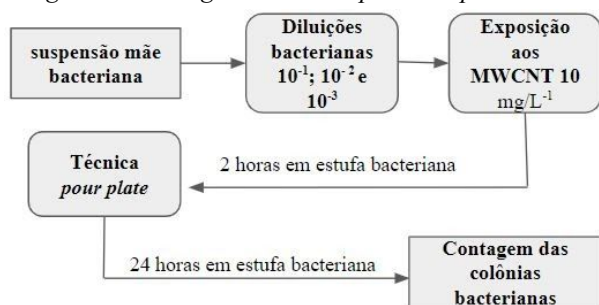 suspensão mãe
bacteriana
Diluições
bacterianas
10⁻¹; 10⁻² e
10⁻³
Exposição
aos
MWCNT 10
mg/L⁻¹
Técnica
pour plate
2 horas em estufa bacteriana
24 horas em estufa bacteriana
Contagem das
colônias
bacterianas